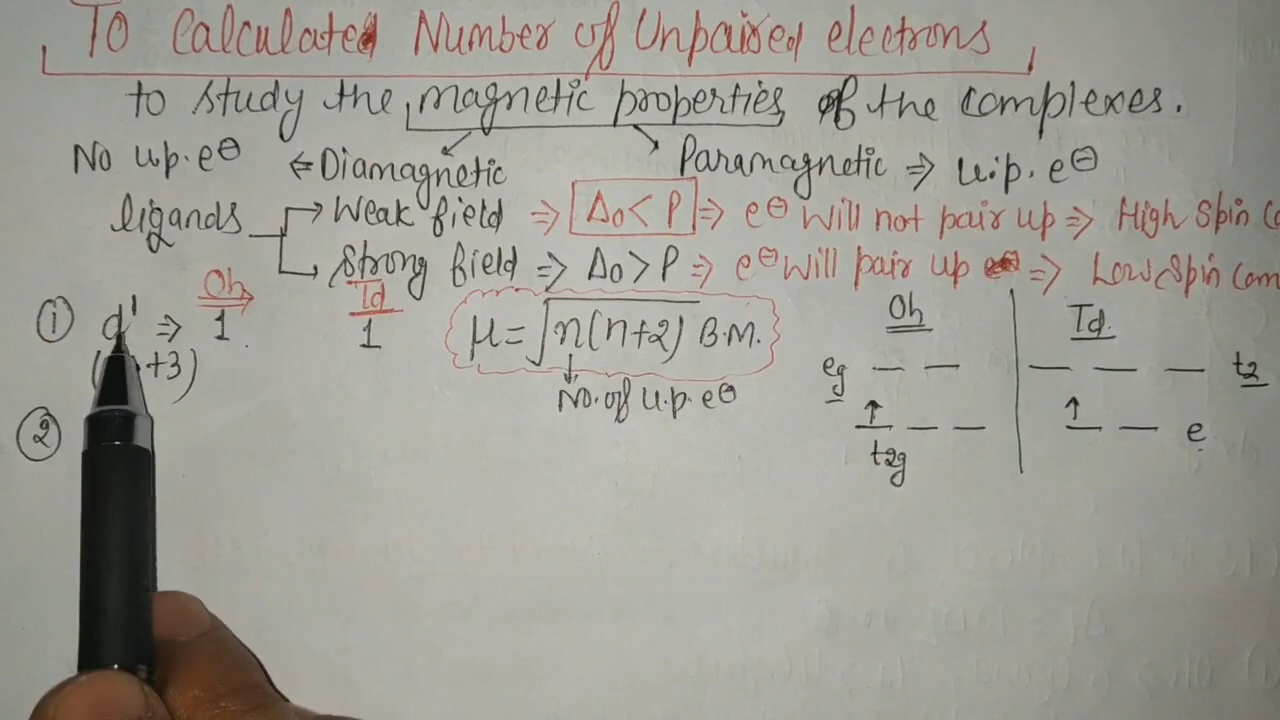 To Calculated Number of Unpaired electrons
to study the magnetic properties of the complexes.
No u.p. e⊖ ⇐ Diamagnetic Paramagnetic ⇒ u.p. e⊖
ligands → Weak field ⇒ Δo < P ⇒ e⊖ will not pair up ⇒ High Spin
→ Strong field ⇒ Δo > P ⇒ e⊖ will pair up ⇒ Low Spin Com
Oh Td
① d¹ ⇒ 1 1 μ = √n(n+2) B.M.
+3)
No. of u.p. e⊖
②
Oh Td
eg — — — — — t2
↑ — — ↑ — e
t2g